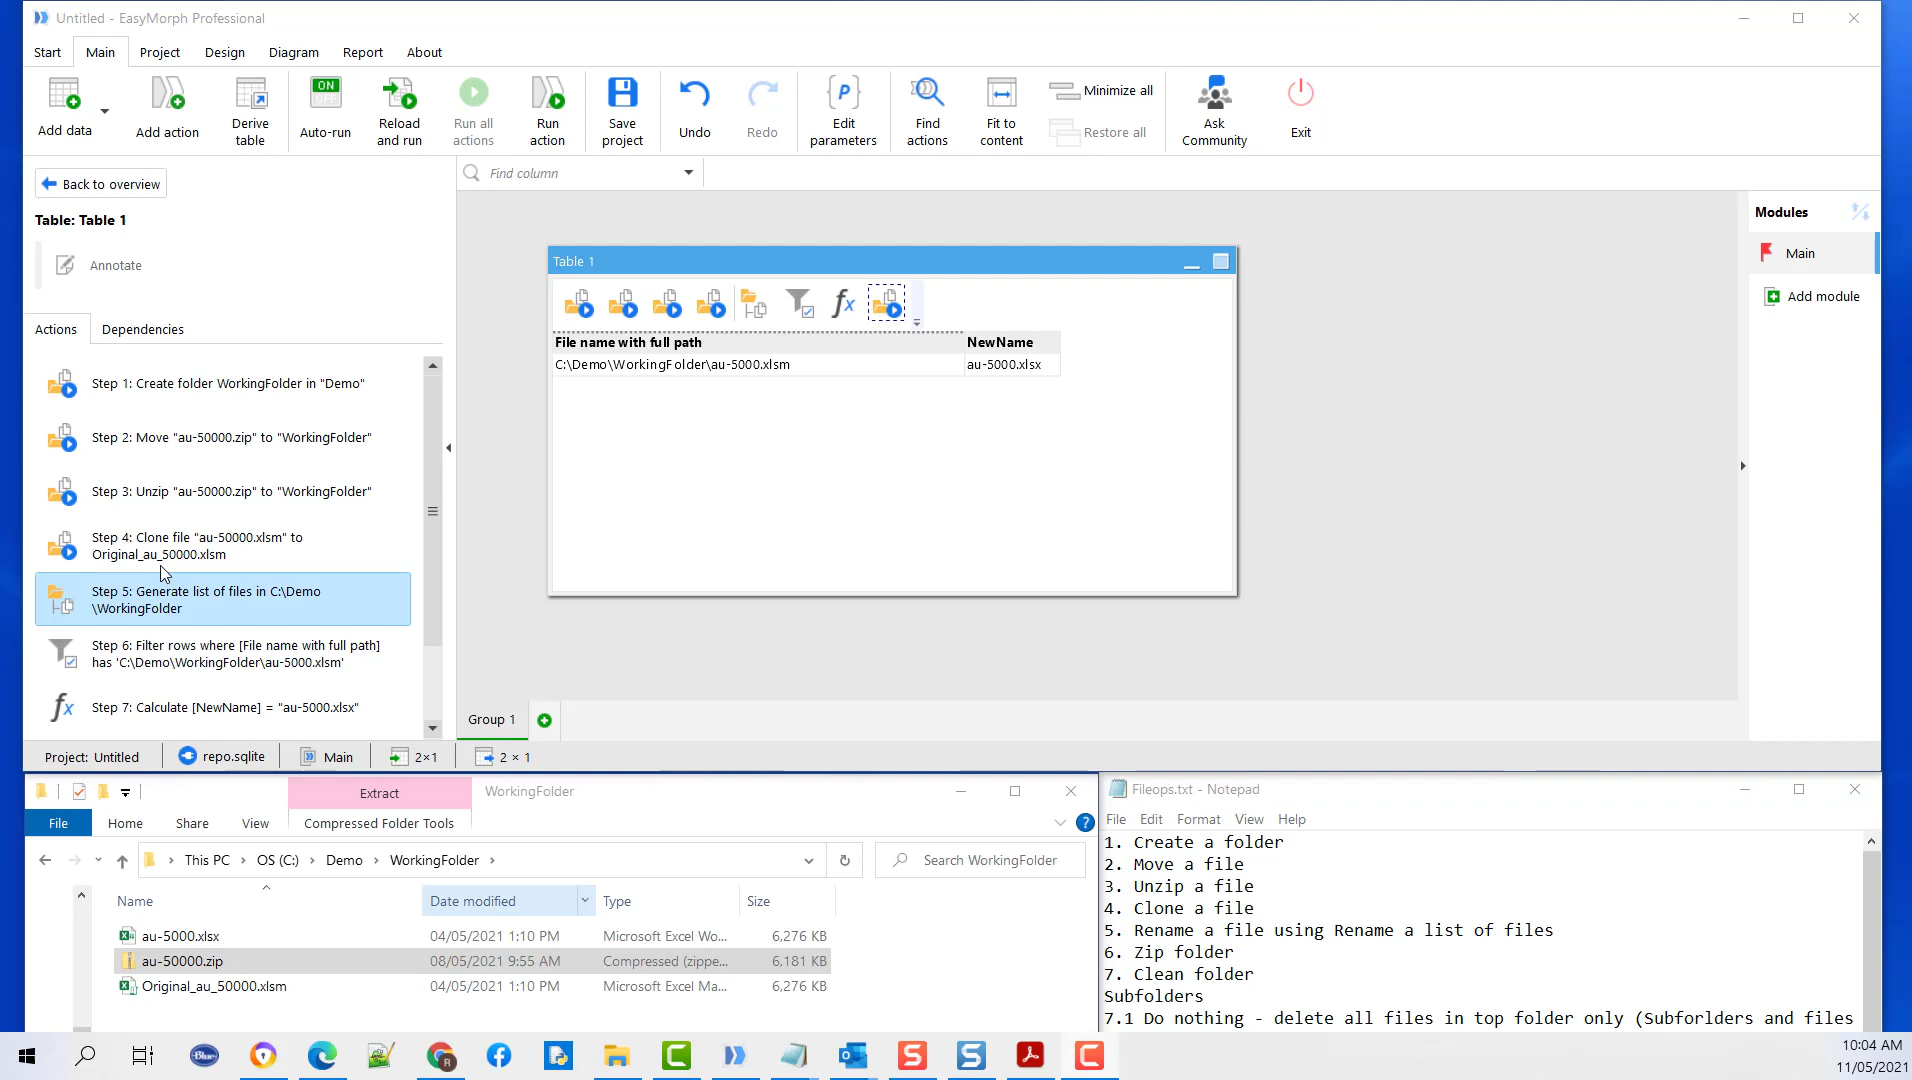 Untitled - EasyMorph Professional
Start
Main
Project
Design
Diagram
Report
About
Add data
Add action
Derive
table
ON
OFF
Auto-run
Reload
and run
Run all
actions
Run
action
Save
project
Undo
Redo
P
Edit
parameters
Find
actions
Fit to
content
Minimize all
Restore all
Ask
Community
Exit
Back to overview
Find column
Table: Table 1
Annotate
Actions
Dependencies
Step 1: Create folder WorkingFolder in "Demo"
Step 2: Move "au-50000.zip" to "WorkingFolder"
Step 3: Unzip "au-50000.zip" to "WorkingFolder"
Step 4: Clone file "au-50000.xlsm" to
Original_au_50000.xlsm
Step 5: Generate list of files in C:\Demo
\WorkingFolder
Step 6: Filter rows where [File name with full path]
has 'C:\Demo\WorkingFolder\au-5000.xlsm'
fx
Step 7: Calculate [NewName] = "au-5000.xlsx"
Table 1
fx
File name with full path
NewName
C:\Demo\WorkingFolder\au-5000.xlsm
au-5000.xlsx
Modules
Main
Add module
Group 1
Project: Untitled
repo.sqlite
Main
2×1
2 × 1
Extract
WorkingFolder
File
Home
Share
View
Compressed Folder Tools
This PC
OS (C:)
Demo
WorkingFolder
Search WorkingFolder
Name
Date modified
Type
Size
au-5000.xlsx
04/05/2021 1:10 PM
Microsoft Excel Wo...
6,276 KB
au-50000.zip
08/05/2021 9:55 AM
Compressed (zippe...
6,181 KB
Original_au_50000.xlsm
04/05/2021 1:10 PM
Microsoft Excel Ma...
6,276 KB
Fileops.txt - Notepad
File
Edit
Format
View
Help
1. Create a folder
2. Move a file
3. Unzip a file
4. Clone a file
5. Rename a file using Rename a list of files
6. Zip folder
7. Clean folder
Subfolders
7.1 Do nothing - delete all files in top folder only (Subforlders and files
Blue
R
S
S
10:04 AM
11/05/2021